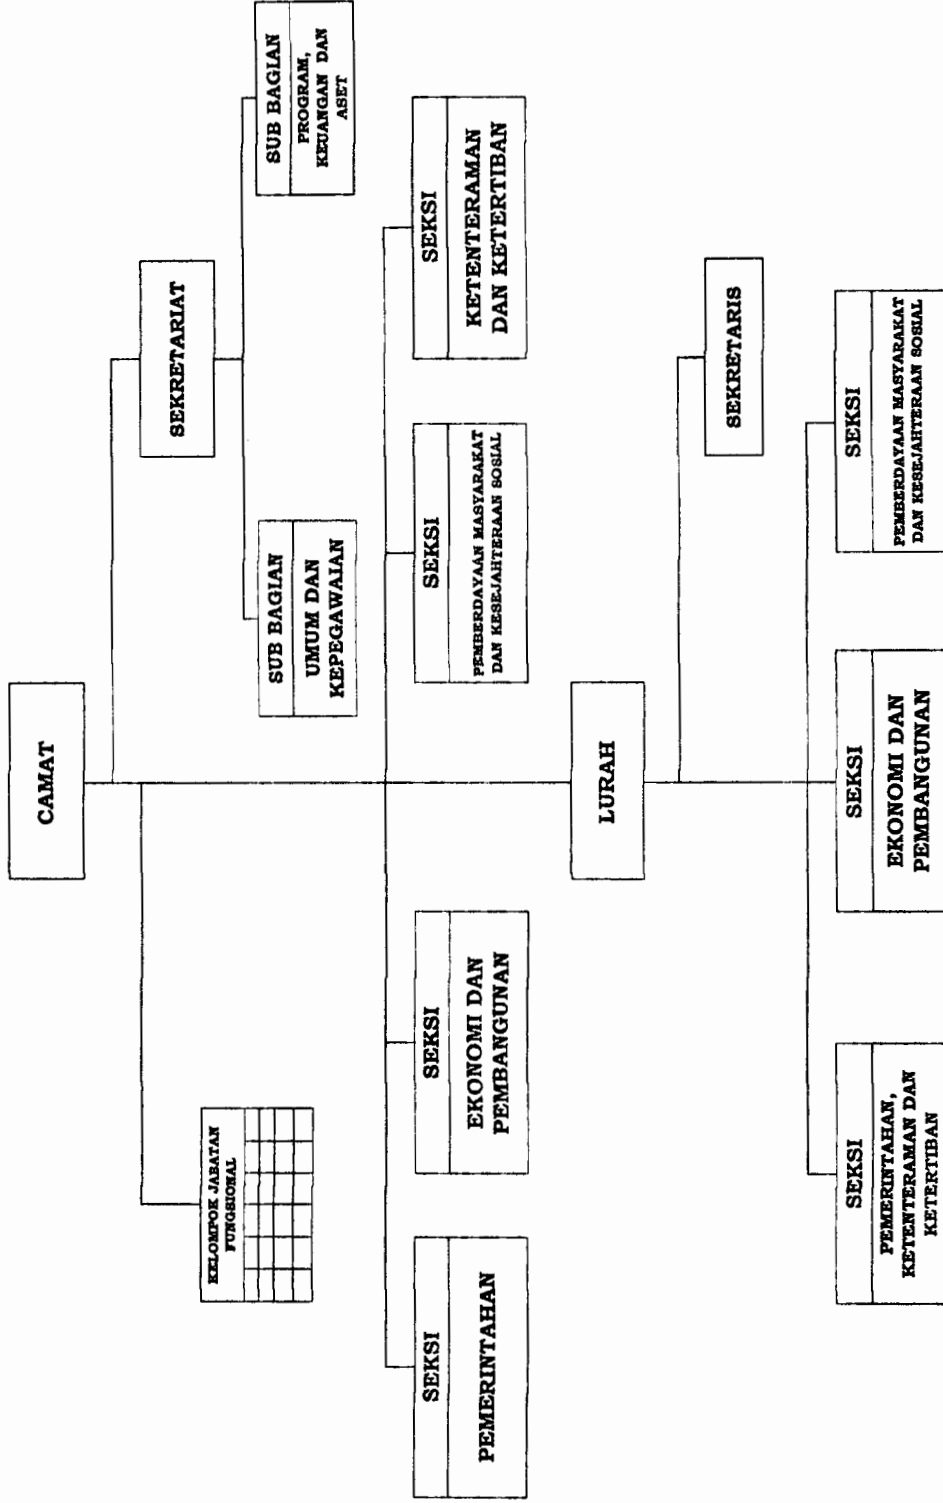 CAMAT
SEKRETARIAT
KELOMPOK JABATAN
FUNGSIONAL
SUB BAGIAN
UMUM DAN
KEPEGAWAIAN
SUB BAGIAN
PROGRAM,
KEUANGAN DAN
ASET
SEKSI
PEMERINTAHAN
SEKSI
EKONOMI DAN
PEMBANGUNAN
SEKSI
PEMBERDAYAAN MASYARAKAT
DAN KESEJAHTERAAN SOSIAL
SEKSI
KETENTERAMAN
DAN KETERTIBAN
LURAH
SEKRETARIS
SEKSI
PEMERINTAHAN,
KETENTERAMAN DAN
KETERTIBAN
SEKSI
EKONOMI DAN
PEMBANGUNAN
SEKSI
PEMBERDAYAAN MASYARAKAT
DAN KESEJAHTERAAN SOSIAL